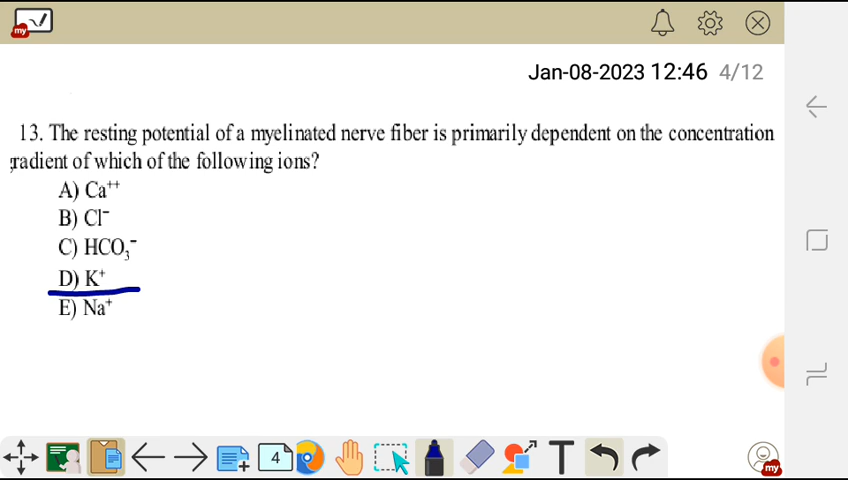 my
Jan-08-2023 12:46 4/12
13. The resting potential of a myelinated nerve fiber is primarily dependent on the concentration
gradient of which of the following ions?
A) Ca⁺⁺
B) Cl⁻
C) HCO₃⁻
D) K⁺
E) Na⁺
4 T my